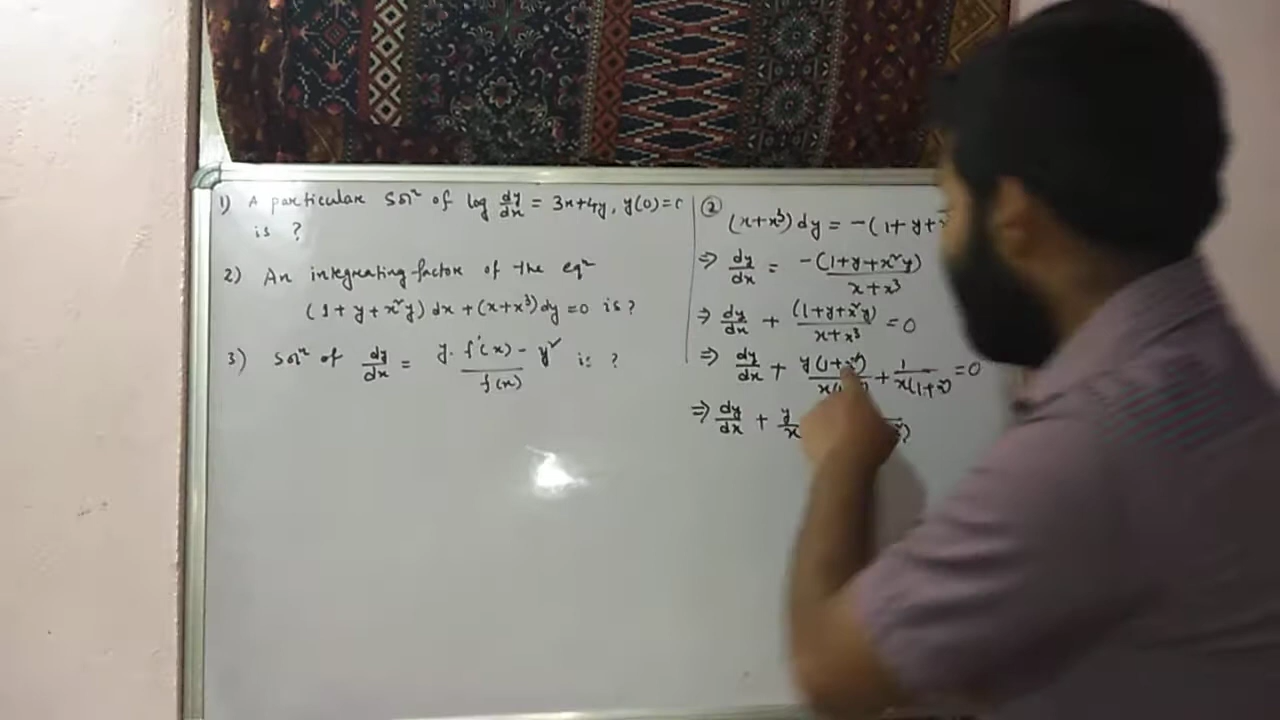 1) A particular Solⁿ of log dy/dx = 3x+4y, y(0)=0
is ?
2) An integrating factor of the eqⁿ
(1 + y + x²y) dx + (x+x³) dy = 0 is ?
3) Solⁿ of dy/dx = y. f'(x) - y² / f(x) is ?
②
(x+x³) dy = -(1+y+
⇒ dy/dx = -(1+y+x²y) / x+x³
⇒ dy/dx + (1+y+x²y) / x+x³ = 0
⇒ dy/dx + y(1+x²) / x(1 + 1 / x(1+x²) = 0
⇒ dy/dx + y/x